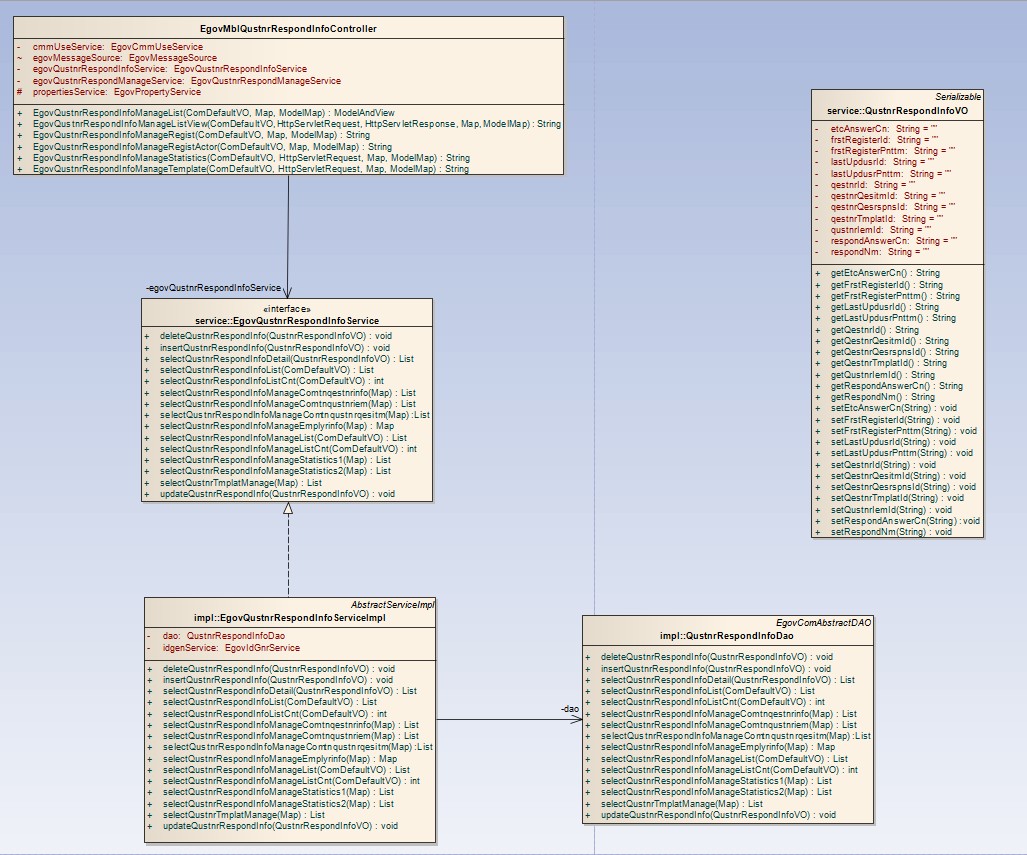 EgovMblQustnrRespondInfoController
- cmmUseService: EgovCmmUseService
~ egovMessageSource: EgovMessageSource
- egovQustnrRespondInfoService: EgovQustnrRespondInfoService
- egovQustnrRespondManageService: EgovQustnrRespondManageService
# propertiesService: EgovPropertyService
+ EgovQustnrRespondInfoManageList(ComDefaultVO, Map, ModelMap) : ModelAndView
+ EgovQustnrRespondInfoManageListView(ComDefaultVO, HttpServletRequest, HttpServletResponse, Map, ModelMap) : String
+ EgovQustnrRespondInfoManageRegist(ComDefaultVO, Map, ModelMap) : String
+ EgovQustnrRespondInfoManageRegistActor(ComDefaultVO, Map, ModelMap) : String
+ EgovQustnrRespondInfoManageStatistics(ComDefaultVO, HttpServletRequest, Map, ModelMap) : String
+ EgovQustnrRespondInfoManageTemplate(ComDefaultVO, HttpServletRequest, Map, ModelMap) : String
Serializable
service::QustnrRespondInfoVO
- etcAnswerCn: String = ""
- frstRegisterId: String = ""
- frstRegisterPnttm: String = ""
- lastUpdusrId: String = ""
- lastUpdusrPnttm: String = ""
- qestnrId: String = ""
- qestnrQesitmId: String = ""
- qestnrQesrspnsId: String = ""
- qestnrTmplatId: String = ""
- qustnrIemId: String = ""
- respondAnswerCn: String = ""
- respondNm: String = ""
+ getEtcAnswerCn() : String
+ getFrstRegisterId() : String
+ getFrstRegisterPnttm() : String
+ getLastUpdusrId() : String
+ getLastUpdusrPnttm() : String
+ getQestnrId() : String
+ getQestnrQesitmId() : String
+ getQestnrQesrspnsId() : String
+ getQestnrTmplatId() : String
+ getQustnrIemId() : String
+ getRespondAnswerCn() : String
+ getRespondNm() : String
+ setEtcAnswerCn(String) : void
+ setFrstRegisterId(String) : void
+ setFrstRegisterPnttm(String) : void
+ setLastUpdusrId(String) : void
+ setLastUpdusrPnttm(String) : void
+ setQestnrId(String) : void
+ setQestnrQesitmId(String) : void
+ setQestnrQesrspnsId(String) : void
+ setQestnrTmplatId(String) : void
+ setQustnrIemId(String) : void
+ setRespondAnswerCn(String) : void
+ setRespondNm(String) : void
-egovQustnrRespondInfoService
«interface»
service::EgovQustnrRespondInfoService
+ deleteQustnrRespondInfo(QustnrRespondInfoVO) : void
+ insertQustnrRespondInfo(QustnrRespondInfoVO) : void
+ selectQustnrRespondInfoDetail(QustnrRespondInfoVO) : List
+ selectQustnrRespondInfoList(ComDefaultVO) : List
+ selectQustnrRespondInfoListCnt(ComDefaultVO) : int
+ selectQustnrRespondInfoManageComtnqestnrinfo(Map) : List
+ selectQustnrRespondInfoManageComtnqustnriem(Map) : List
+ selectQustnrRespondInfoManageComtnqustnrqesitm(Map) : List
+ selectQustnrRespondInfoManageEmplyrinfo(Map) : Map
+ selectQustnrRespondInfoManageList(ComDefaultVO) : List
+ selectQustnrRespondInfoManageListCnt(ComDefaultVO) : int
+ selectQustnrRespondInfoManageStatistics1(Map) : List
+ selectQustnrRespondInfoManageStatistics2(Map) : List
+ selectQustnrTmplatManage(Map) : List
+ updateQustnrRespondInfo(QustnrRespondInfoVO) : void
AbstractServiceImpl
impl::EgovQustnrRespondInfoServiceImpl
- dao: QustnrRespondInfoDao
- idgenService: EgovIdGnrService
+ deleteQustnrRespondInfo(QustnrRespondInfoVO) : void
+ insertQustnrRespondInfo(QustnrRespondInfoVO) : void
+ selectQustnrRespondInfoDetail(QustnrRespondInfoVO) : List
+ selectQustnrRespondInfoList(ComDefaultVO) : List
+ selectQustnrRespondInfoListCnt(ComDefaultVO) : int
+ selectQustnrRespondInfoManageComtnqestnrinfo(Map) : List
+ selectQustnrRespondInfoManageComtnqustnriem(Map) : List
+ selectQustnrRespondInfoManageComtnqustnrqesitm(Map) : List
+ selectQustnrRespondInfoManageEmplyrinfo(Map) : Map
+ selectQustnrRespondInfoManageList(ComDefaultVO) : List
+ selectQustnrRespondInfoManageListCnt(ComDefaultVO) : int
+ selectQustnrRespondInfoManageStatistics1(Map) : List
+ selectQustnrRespondInfoManageStatistics2(Map) : List
+ selectQustnrTmplatManage(Map) : List
+ updateQustnrRespondInfo(QustnrRespondInfoVO) : void
-dao
EgovComAbstractDAO
impl::QustnrRespondInfoDao
+ deleteQustnrRespondInfo(QustnrRespondInfoVO) : void
+ insertQustnrRespondInfo(QustnrRespondInfoVO) : void
+ selectQustnrRespondInfoDetail(QustnrRespondInfoVO) : List
+ selectQustnrRespondInfoList(ComDefaultVO) : List
+ selectQustnrRespondInfoListCnt(ComDefaultVO) : int
+ selectQustnrRespondInfoManageComtnqestnrinfo(Map) : List
+ selectQustnrRespondInfoManageComtnqustnriem(Map) : List
+ selectQustnrRespondInfoManageComtnqustnrqesitm(Map) : List
+ selectQustnrRespondInfoManageEmplyrinfo(Map) : Map
+ selectQustnrRespondInfoManageList(ComDefaultVO) : List
+ selectQustnrRespondInfoManageListCnt(ComDefaultVO) : int
+ selectQustnrRespondInfoManageStatistics1(Map) : List
+ selectQustnrRespondInfoManageStatistics2(Map) : List
+ selectQustnrTmplatManage(Map) : List
+ updateQustnrRespondInfo(QustnrRespondInfoVO) : void